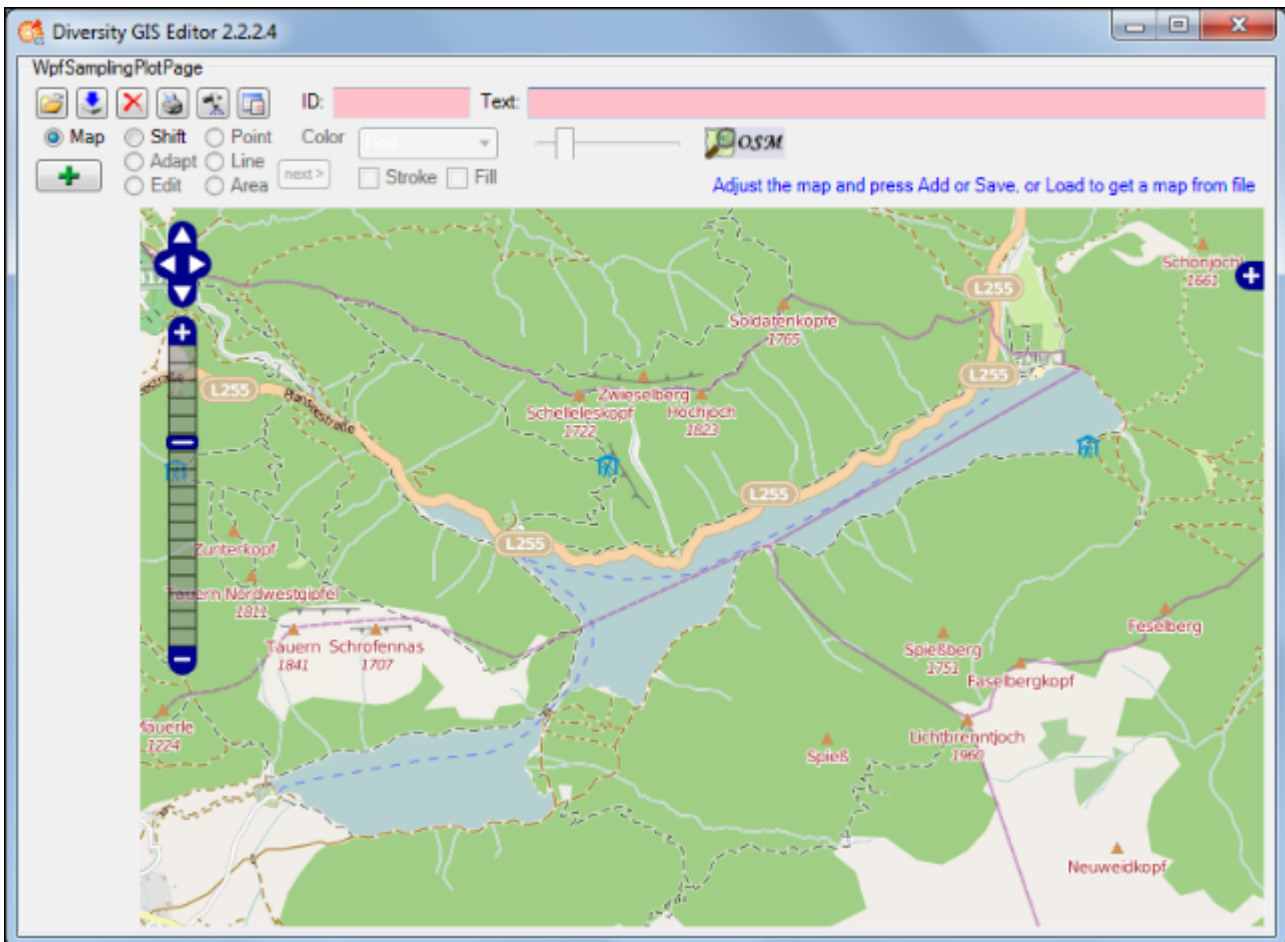 Diversity GIS Editor 2.2.2.4
WpfSamplingPlotPage
ID: Text:
Map Shift Point Color Red OSM
Adapt Line
next > Stroke Fill
Edit Area
Adjust the map and press Add or Save, or Load to get a map from file
Schönjöchl
1661
L255
Soldatenköpfe
1765
L255
L255
Zwieselberg
Schelleleskopf
1722
Hochjoch
1823
L255
L255
Zunterkopf
Tauern Nordwestgipfel
1811
Tauern
1841
Schrofennas
1707
Feselberg
Spießberg
1751
Faselbergkopf
Mäuerle
1224
Lichtbrenntjoch
1960
Spieß
Neuweidkopf